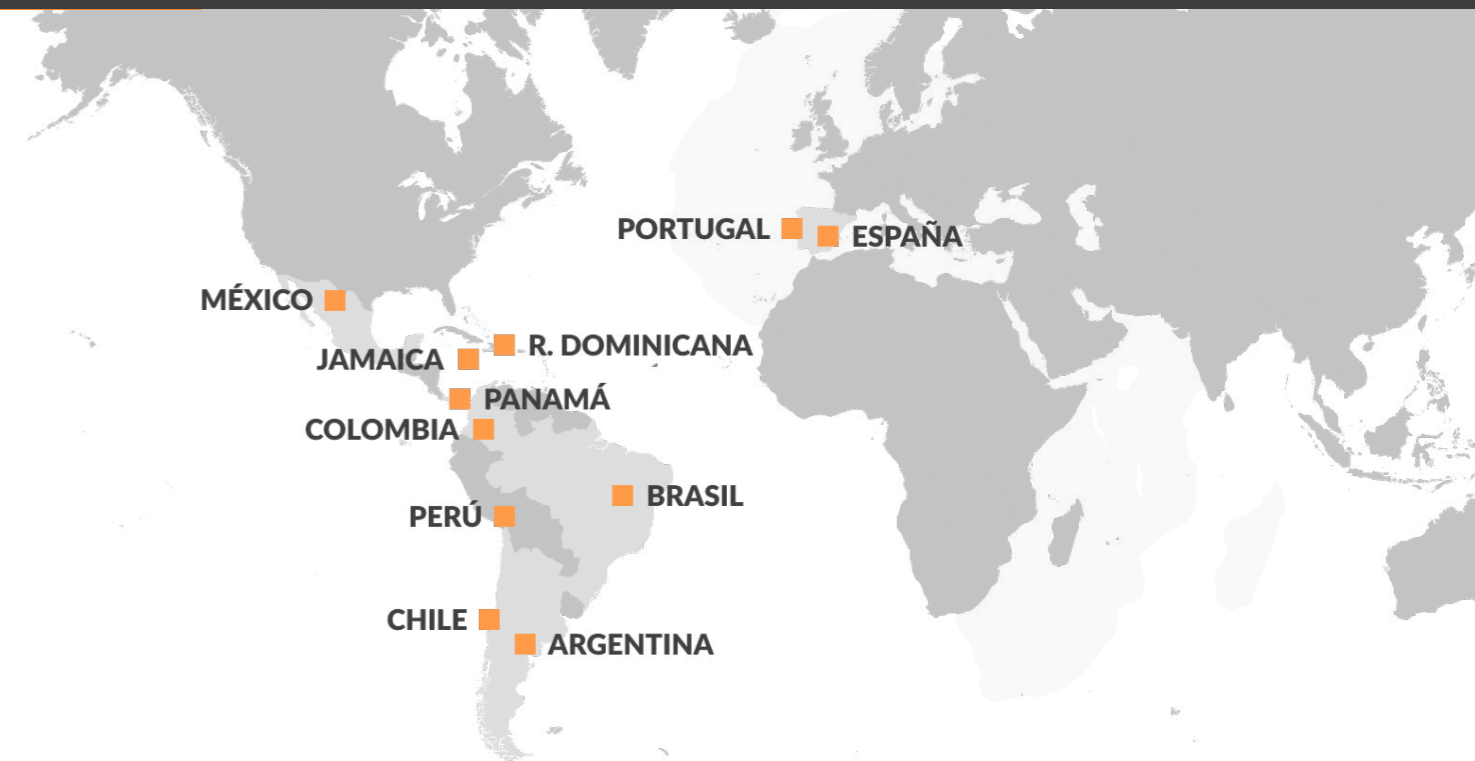 PORTUGAL
ESPAÑA
MÉXICO
R. DOMINICANA
JAMAICA
PANAMÁ
COLOMBIA
BRASIL
PERÚ
CHILE
ARGENTINA